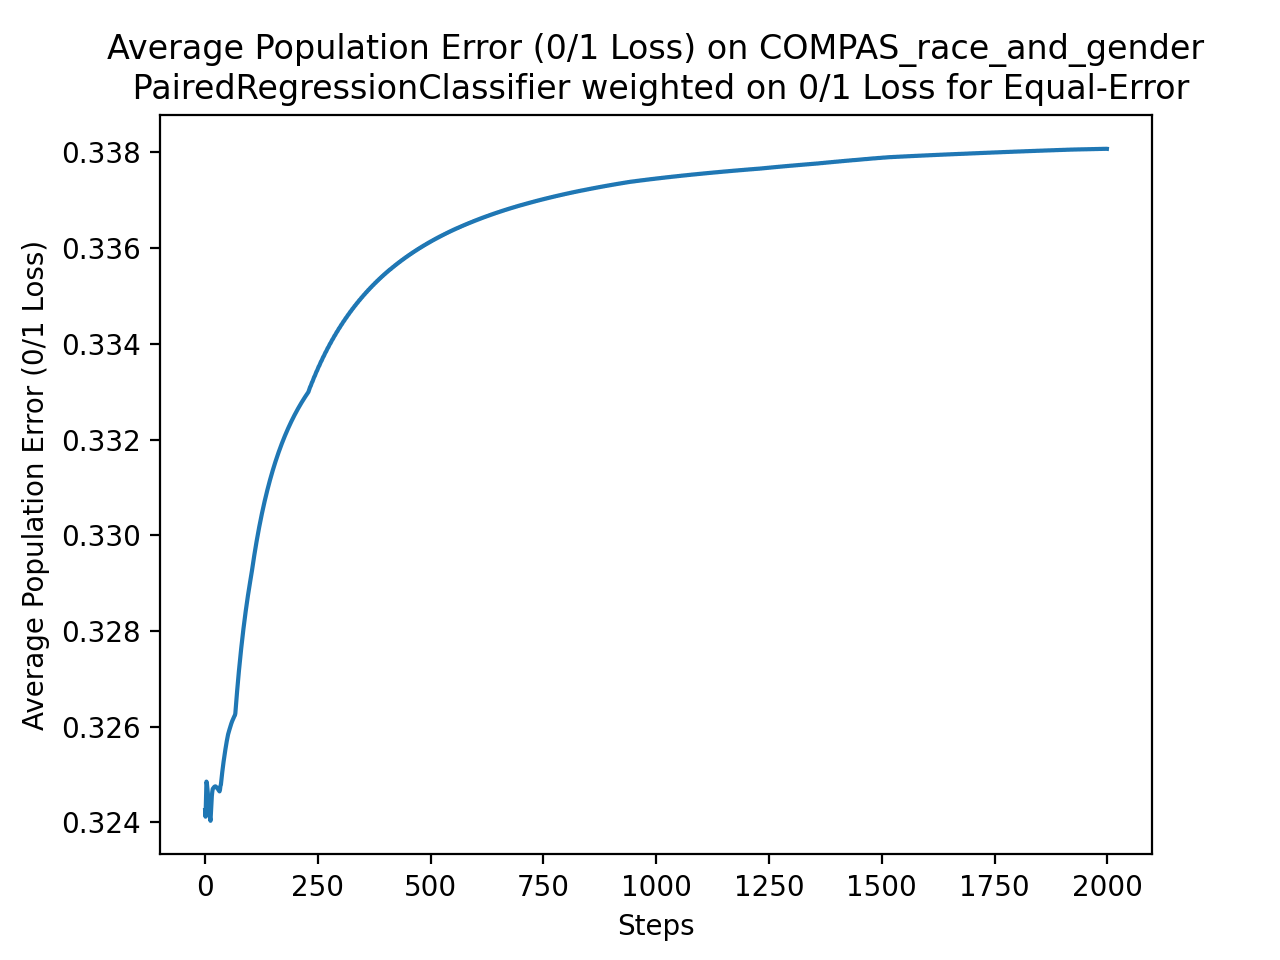 Average Population Error (0/1 Loss) on COMPAS_race_and_gender
PairedRegressionClassifier weighted on 0/1 Loss for Equal-Error
Average Population Error (0/1 Loss)
0.338
0.336
0.334
0.332
0.330
0.328
0.326
0.324
0 250 500 750 1000 1250 1500 1750 2000
Steps